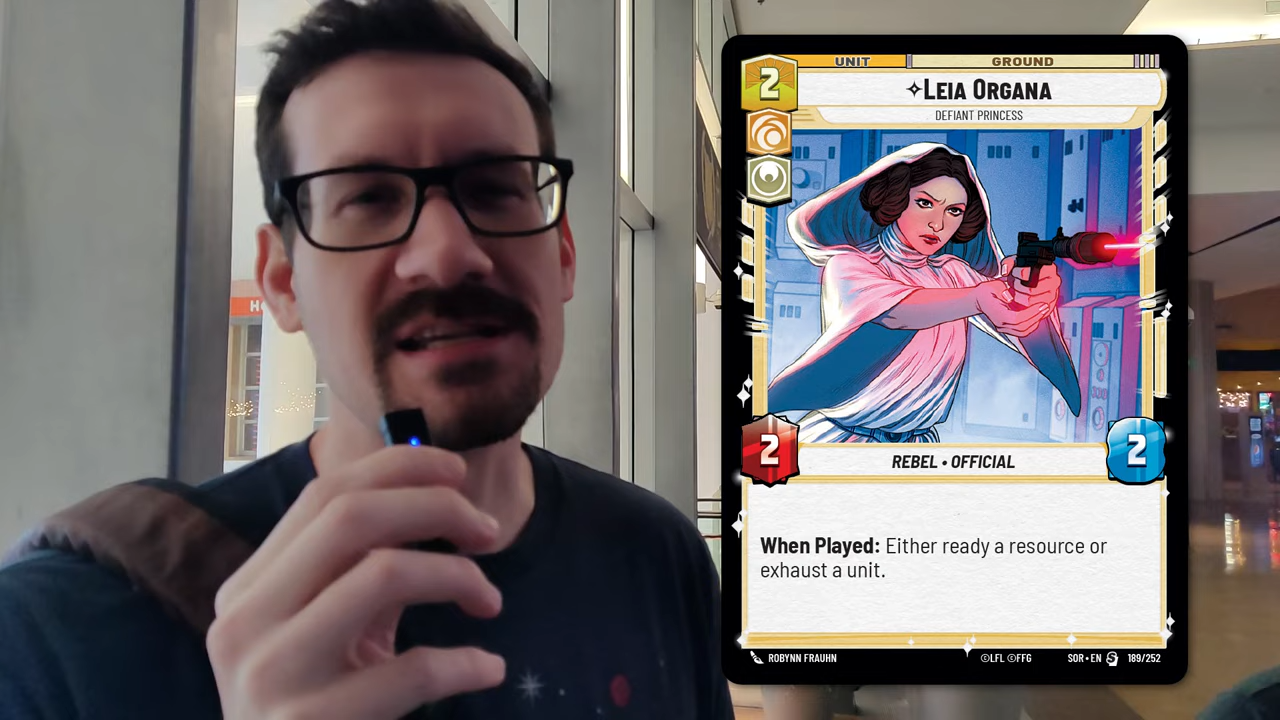 HO
UNIT
GROUND
2
LEIA ORGANA
DEFIANT PRINCESS
2
REBEL • OFFICIAL
2
When Played: Either ready a resource or
exhaust a unit.
ROBYNN FRAUHN
©LFL ©FFG
SOR • EN
189/252